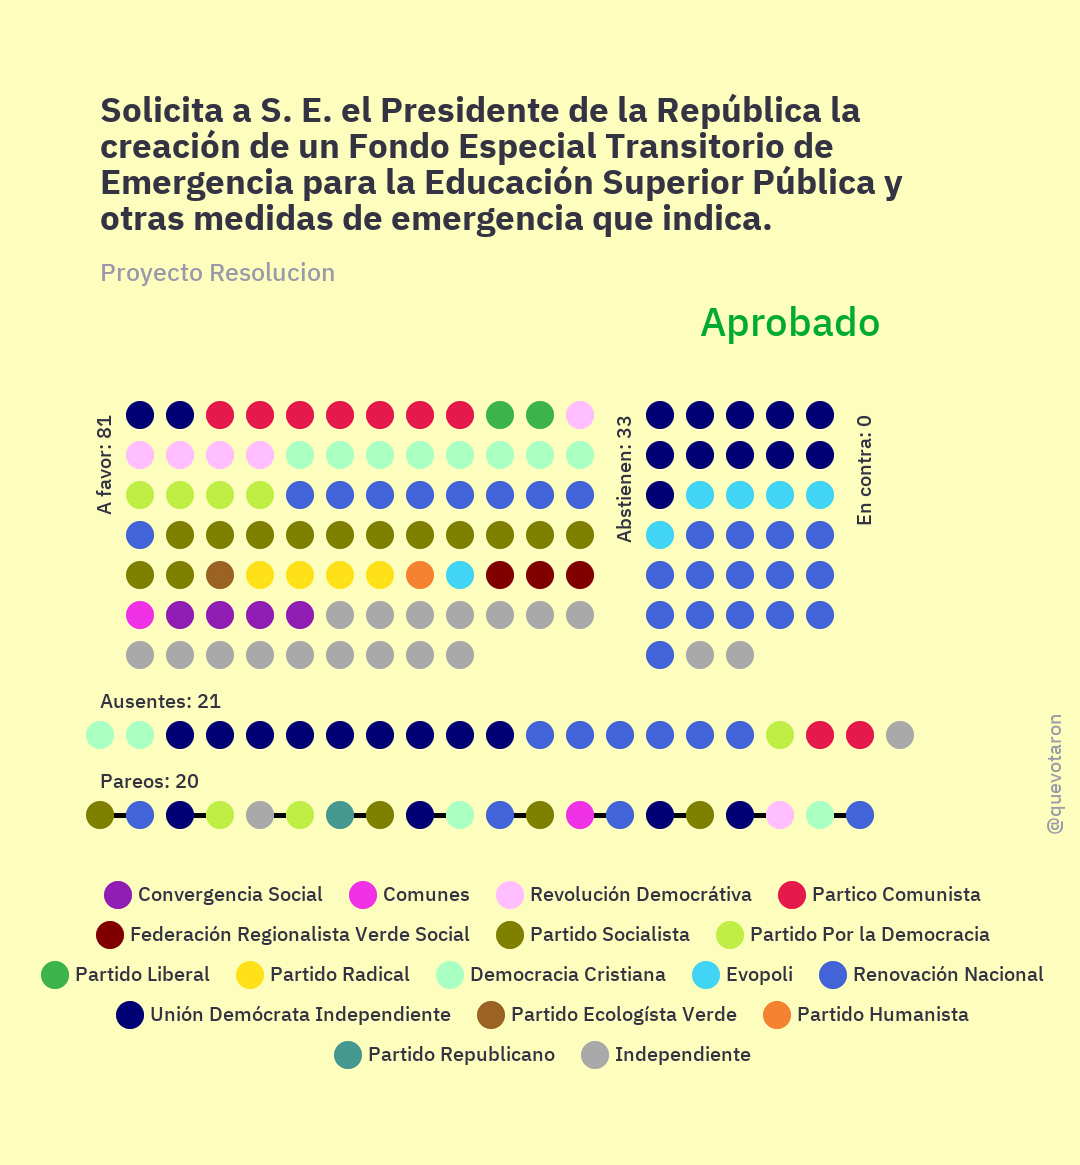 Solicita a S. E. el Presidente de la República la
creación de un Fondo Especial Transitorio de
Emergencia para la Educación Superior Pública y
otras medidas de emergencia que indica.
Proyecto Resolucion
Aprobado
A favor: 81
Abstienen: 33
En contra: 0
Ausentes: 21
Pareos: 20
@quevotaron
Convergencia Social Comunes Revolución Democrátiva Partico Comunista
Federación Regionalista Verde Social Partido Socialista Partido Por la Democracia
Partido Liberal Partido Radical Democracia Cristiana Evopoli Renovación Nacional
Unión Demócrata Independiente Partido Ecologísta Verde Partido Humanista
Partido Republicano Independiente